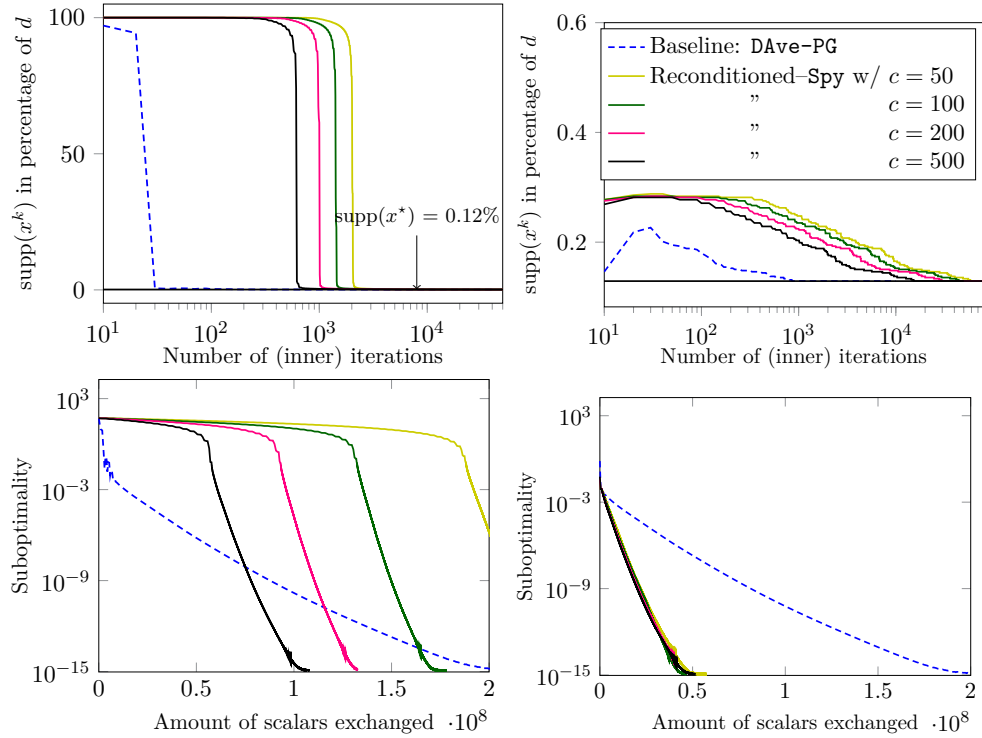 supp(x^k) in percentage of d
100
50
0
supp(x^⋆) = 0.12%
10^1
10^2
10^3
10^4
Number of (inner) iterations
supp(x^k) in percentage of d
0.6
0.4
0.2
Baseline: DAve-PG
Reconditioned–Spy w/ c = 50
” c = 100
” c = 200
” c = 500
10^1
10^2
10^3
10^4
Number of (inner) iterations
Suboptimality
10^3
10^−3
10^−9
10^−15
0
0.5
1
1.5
2
Amount of scalars exchanged ·10^8
Suboptimality
10^3
10^−3
10^−9
10^−15
0
0.5
1
1.5
2
Amount of scalars exchanged ·10^8